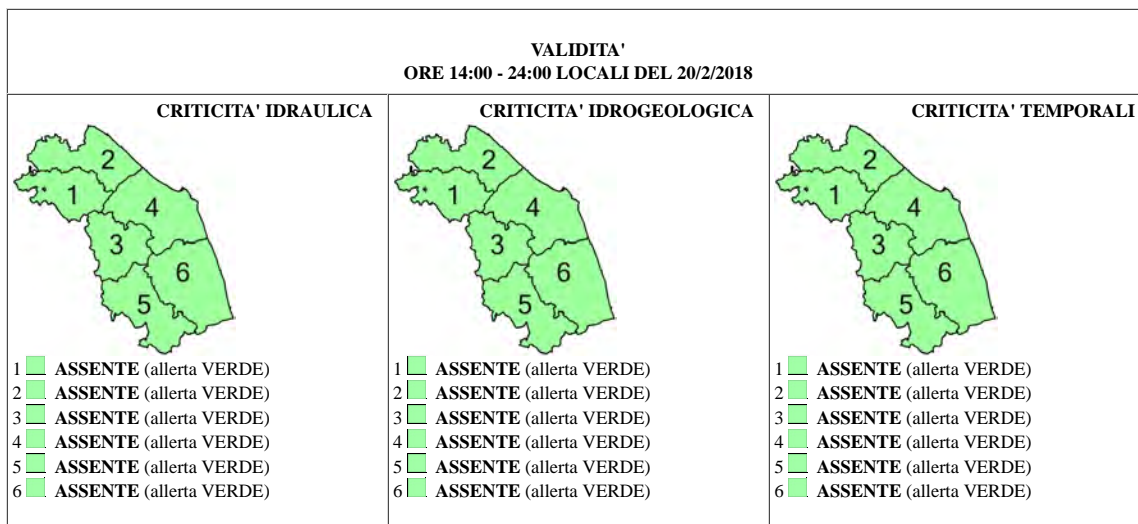 VALIDITA'
ORE 14:00 - 24:00 LOCALI DEL 20/2/2018
CRITICITA' IDRAULICA
2
1
4
3
6
5
1 ASSENTE (allerta VERDE)
2 ASSENTE (allerta VERDE)
3 ASSENTE (allerta VERDE)
4 ASSENTE (allerta VERDE)
5 ASSENTE (allerta VERDE)
6 ASSENTE (allerta VERDE)
CRITICITA' IDROGEOLOGICA
2
1
4
3
6
5
1 ASSENTE (allerta VERDE)
2 ASSENTE (allerta VERDE)
3 ASSENTE (allerta VERDE)
4 ASSENTE (allerta VERDE)
5 ASSENTE (allerta VERDE)
6 ASSENTE (allerta VERDE)
CRITICITA' TEMPORALI
2
1
4
3
6
5
1 ASSENTE (allerta VERDE)
2 ASSENTE (allerta VERDE)
3 ASSENTE (allerta VERDE)
4 ASSENTE (allerta VERDE)
5 ASSENTE (allerta VERDE)
6 ASSENTE (allerta VERDE)